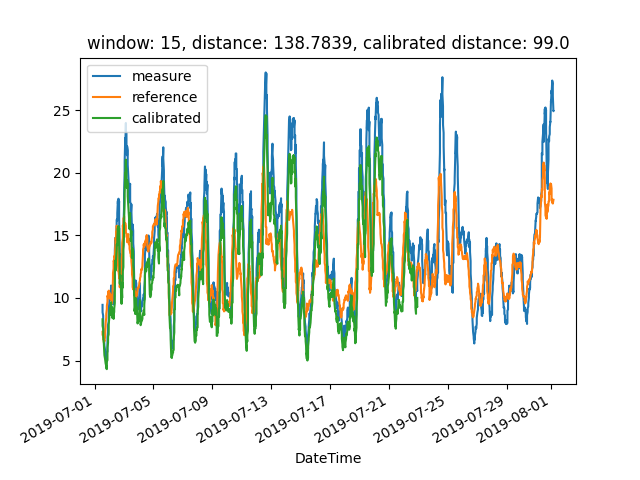 window: 15, distance: 138.7839, calibrated distance: 99.0
measure
reference
calibrated
25
20
15
10
5
2019-07-01
2019-07-05
2019-07-09
2019-07-13
2019-07-17
2019-07-21
2019-07-25
2019-07-29
2019-08-01
DateTime